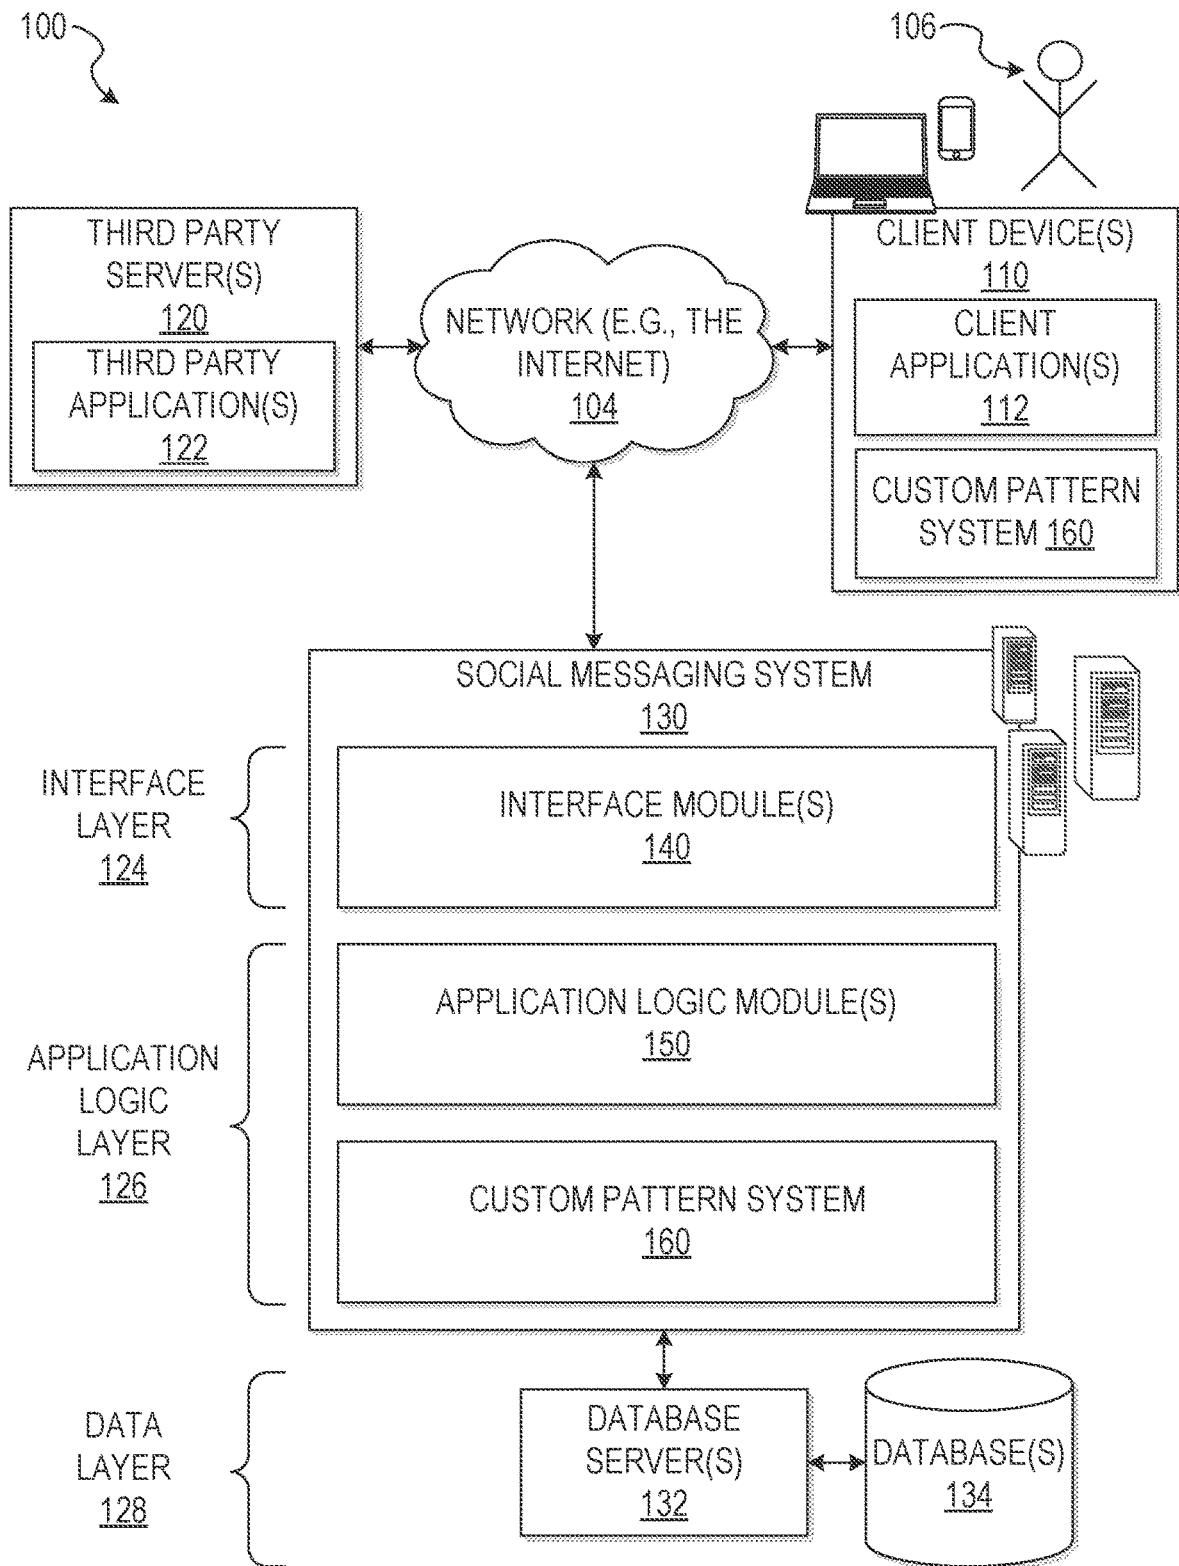 100
106
THIRD PARTY
SERVER(S)
120
THIRD PARTY
APPLICATION(S)
122
NETWORK (E.G., THE
INTERNET)
104
CLIENT DEVICE(S)
110
CLIENT
APPLICATION(S)
112
CUSTOM PATTERN
SYSTEM 160
SOCIAL MESSAGING SYSTEM
130
INTERFACE
LAYER
124
INTERFACE MODULE(S)
140
APPLICATION
LOGIC
LAYER
126
APPLICATION LOGIC MODULE(S)
150
CUSTOM PATTERN SYSTEM
160
DATA
LAYER
128
DATABASE
SERVER(S)
132
DATABASE(S)
134